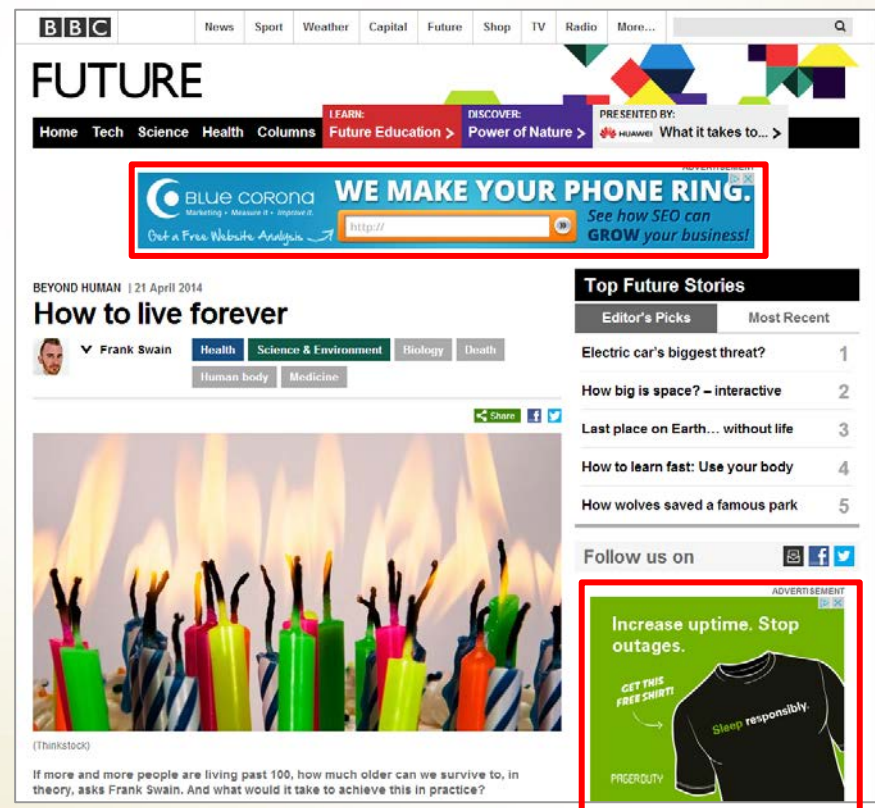 BBC News Sport Weather Capital Future Shop TV Radio More...
FUTURE
LEARN: DISCOVER: PRESENTED BY:
Home Tech Science Health Columns Future Education > Power of Nature > HUAWEI What it takes to... >
ADVERTISEMENT
BLUE CORONA
Marketing • Measure it • Improve it.
Get a Free Website Analysis
WE MAKE YOUR PHONE RING.
http://
See how SEO can
GROW your business!
BEYOND HUMAN | 21 April 2014
How to live forever
Frank Swain
Health Science & Environment Biology Death
Human body Medicine
Share
(Thinkstock)
If more and more people are living past 100, how much older can we survive to, in
theory, asks Frank Swain. And what would it take to achieve this in practice?
Top Future Stories
Editor's Picks Most Recent
Electric car's biggest threat? 1
How big is space? – interactive 2
Last place on Earth... without life 3
How to learn fast: Use your body 4
How wolves saved a famous park 5
Follow us on
ADVERTISEMENT
Increase uptime. Stop
outages.
GET THIS
FREE SHIRT!
Sleep responsibly.
PAGERDUTY